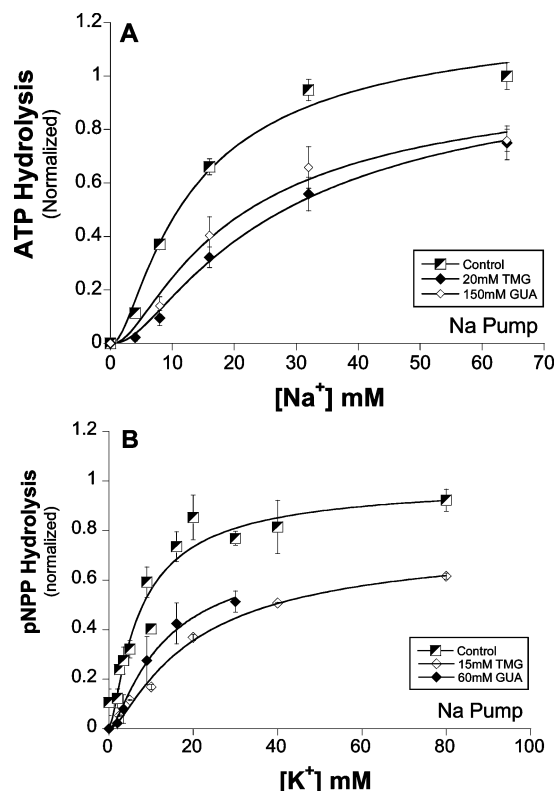 A
1.2
1
0.8
0.6
0.4
0.2
0
ATP Hydrolysis
(Normalized)
Control
20mM TMG
150mM GUA
Na Pump
0 10 20 30 40 50 60 70
[Na⁺] mM
B
1.2
1
0.8
0.6
0.4
0.2
0
pNPP Hydrolysis
(normalized)
Control
15mM TMG
60mM GUA
Na Pump
0 20 40 60 80 100
[K⁺] mM